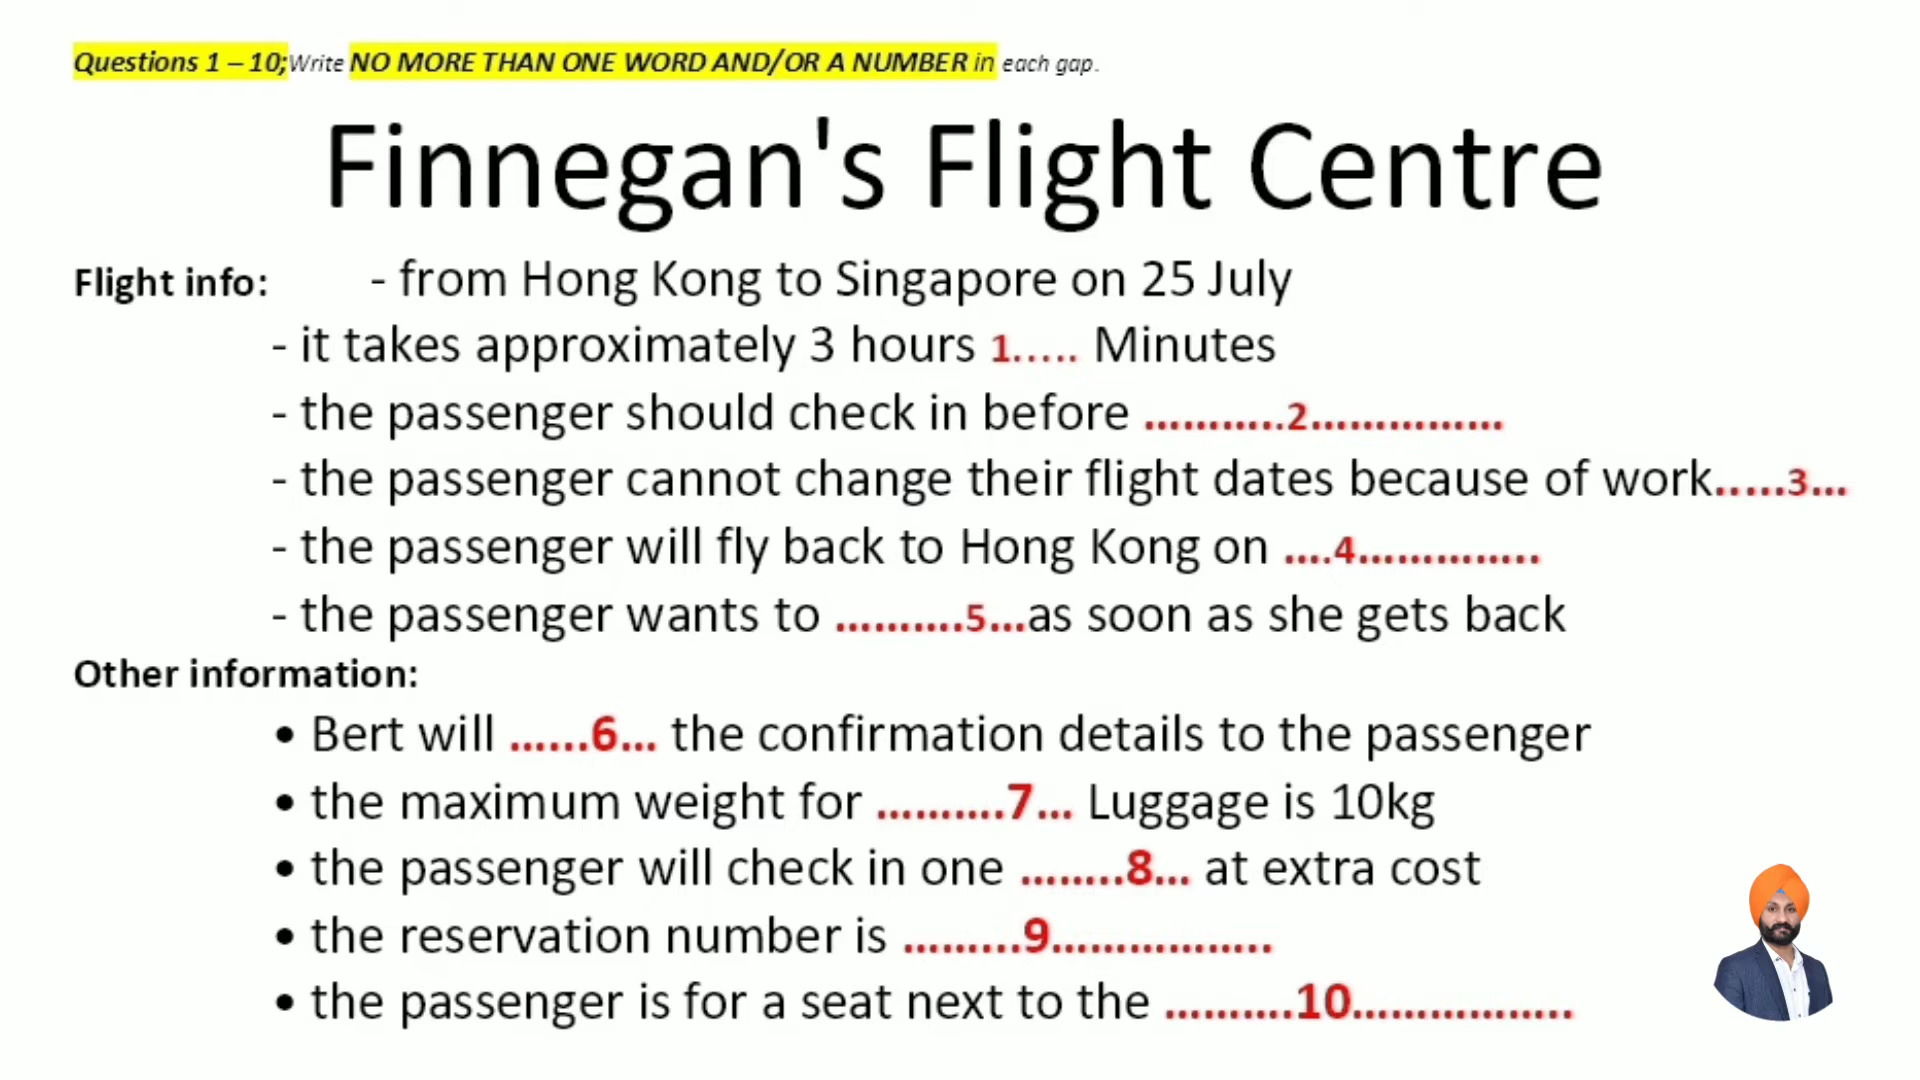 Questions 1 – 10;Write NO MORE THAN ONE WORD AND/OR A NUMBER in each gap.
Finnegan's Flight Centre
Flight info: - from Hong Kong to Singapore on 25 July
- it takes approximately 3 hours 1..... Minutes
- the passenger should check in before ...........2...............
- the passenger cannot change their flight dates because of work.....3...
- the passenger will fly back to Hong Kong on ....4..............
- the passenger wants to ..........5...as soon as she gets back
Other information:
• Bert will ......6... the confirmation details to the passenger
• the maximum weight for ..........7... Luggage is 10kg
• the passenger will check in one ........8... at extra cost
• the reservation number is .........9.................
• the passenger is for a seat next to the ..........10.................